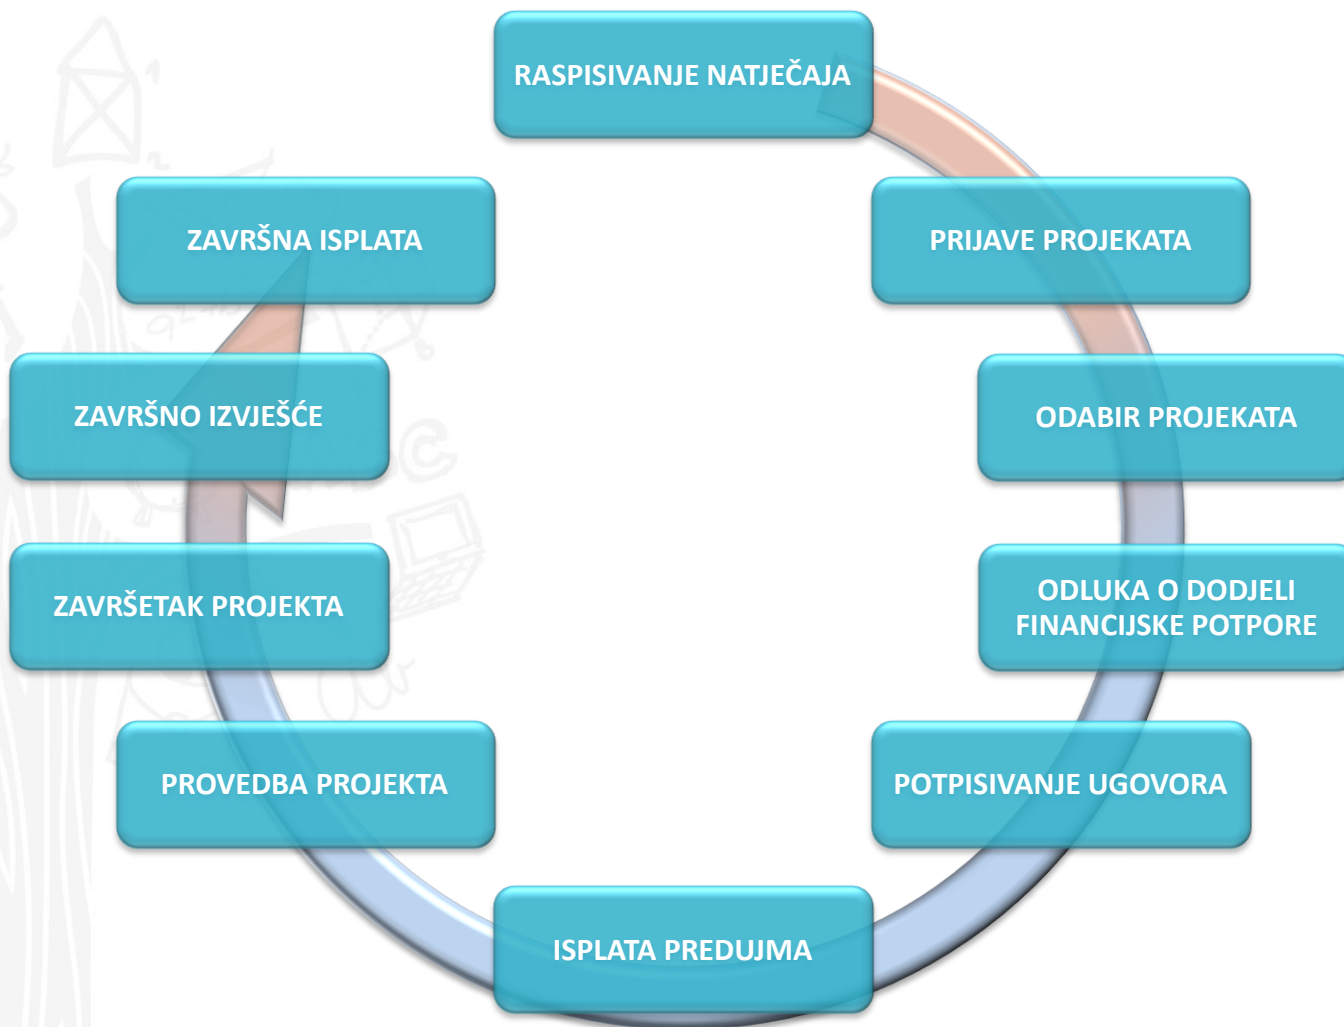 RASPISIVANJE NATJEČAJA
PRIJAVE PROJEKATA
ODABIR PROJEKATA
ODLUKA O DODJELI
FINANCIJSKE POTPORE
POTPISIVANJE UGOVORA
ISPLATA PREDUJMA
PROVEDBA PROJEKTA
ZAVRŠETAK PROJEKTA
ZAVRŠNO IZVJEŠĆE
ZAVRŠNA ISPLATA